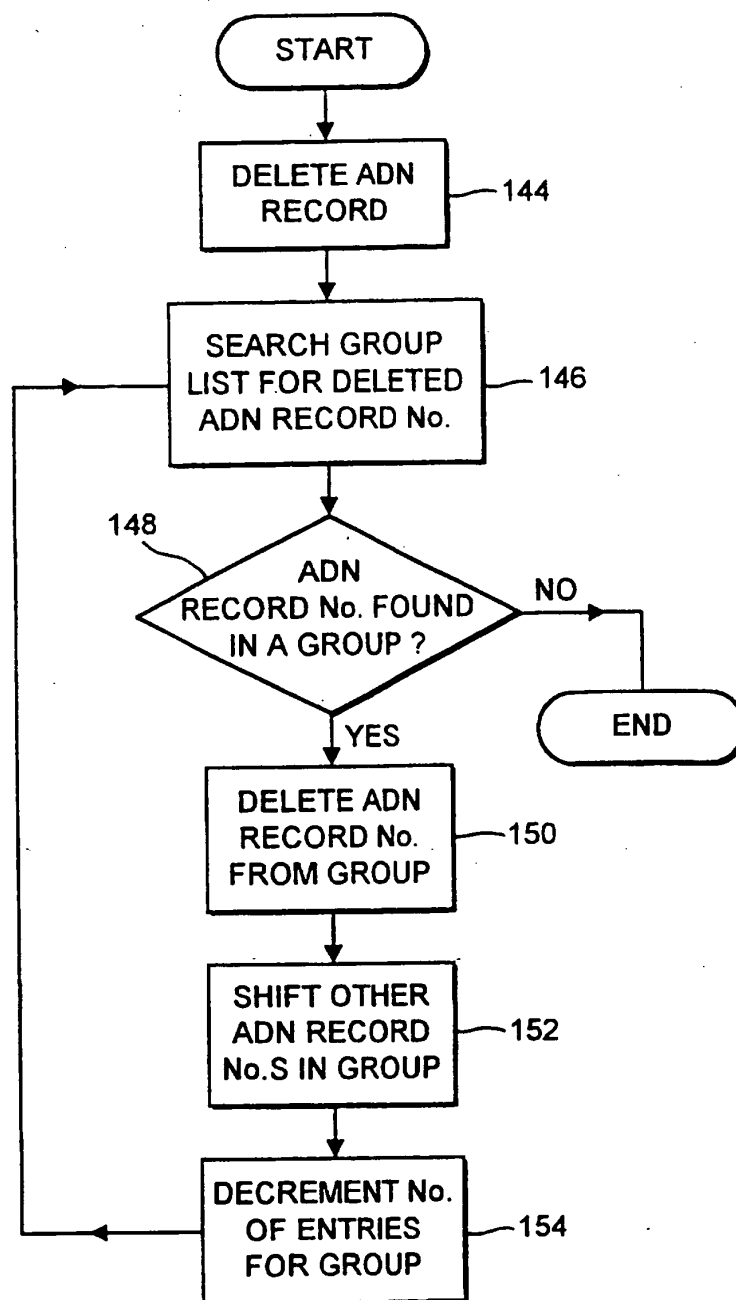 START
DELETE ADN
RECORD
144
SEARCH GROUP
LIST FOR DELETED
ADN RECORD No.
146
148
ADN
RECORD No. FOUND
IN A GROUP ?
NO
END
YES
DELETE ADN
RECORD No.
FROM GROUP
150
SHIFT OTHER
ADN RECORD
No.S IN GROUP
152
DECREMENT No.
OF ENTRIES
FOR GROUP
154